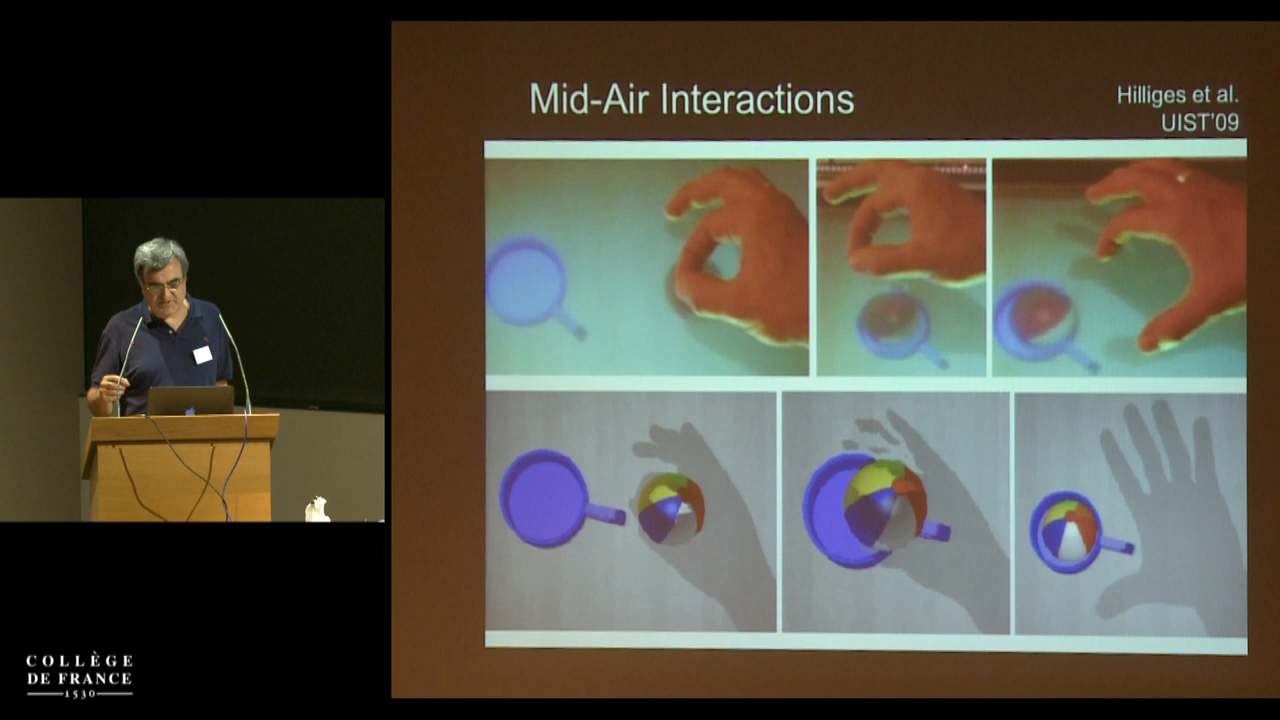 Mid-Air Interactions
Hilliges et al.
UIST'09
COLLÈGE
DE FRANCE
1530